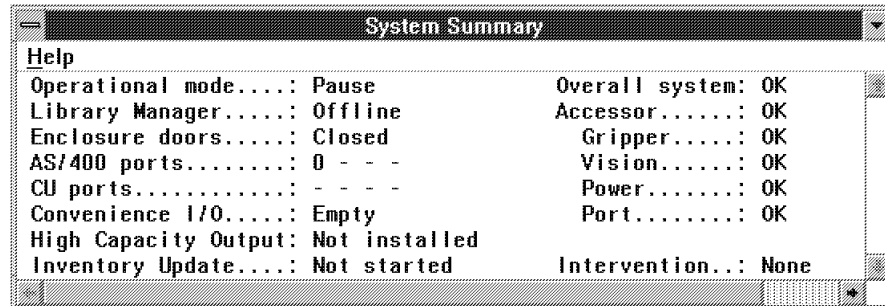 System Summary
Help
Operational mode....: Pause Overall system: OK
Library Manager.....: Offline Accessor......: OK
Enclosure doors.....: Closed Gripper.....: OK
AS/400 ports........: 0 - - - Vision......: OK
CU ports............: - - - - Power.......: OK
Convenience I/O.....: Empty Port........: OK
High Capacity Output: Not installed
Inventory Update....: Not started Intervention..: None